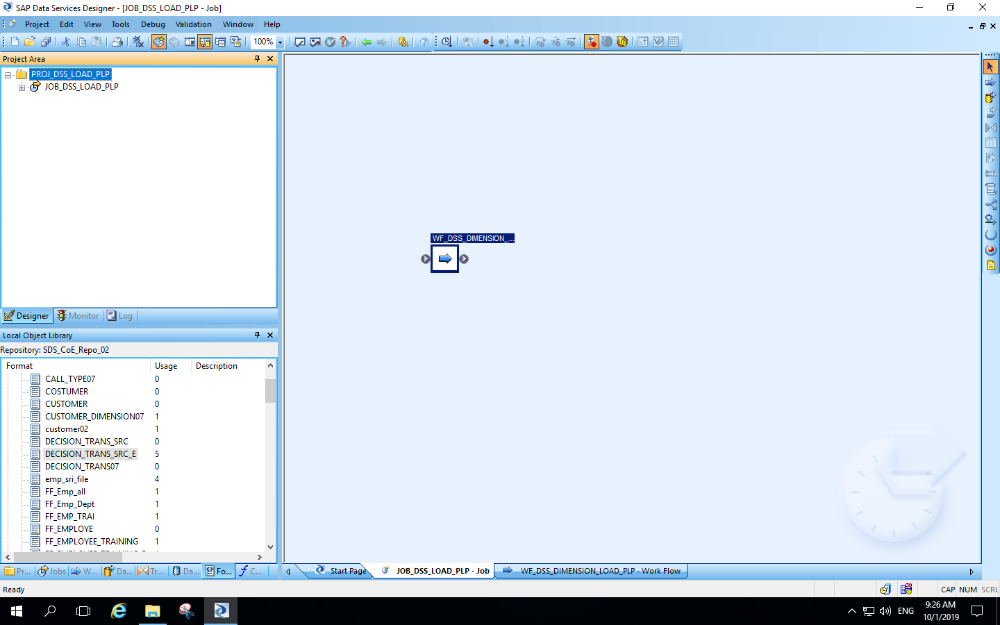 SAP Data Services Designer - [JOB_DSS_LOAD_PLP - Job]
Project Edit View Tools Debug Validation Window Help
100%
Project Area
PROJ_DSS_LOAD_PLP
JOB_DSS_LOAD_PLP
WF_DSS_DIMENSION_...
Designer Monitor Log
Local Object Library
Repository: SDS_CoE_Repo_02
Format Usage Description
CALL_TYPE07 0
COSTUMER 0
CUSTOMER 0
CUSTOMER_DIMENSION07 1
customer02 1
DECISION_TRANS_SRC 0
DECISION_TRANS_SRC_E 5
DECISION_TRANS07 0
emp_sri_file 4
FF_Emp_all 1
FF_Emp_Dept 1
FF_EMP_TRAI 1
FF_EMPLOYE 0
FF_EMPLOYEE_TRAINING 1
Pr... Jobs W... Da... Tr... Da... Fo... C...
Start Page JOB_DSS_LOAD_PLP - Job WF_DSS_DIMENSION_LOAD_PLP - Work Flow
Ready CAP NUM SCRL
ENG 9:26 AM
10/1/2019